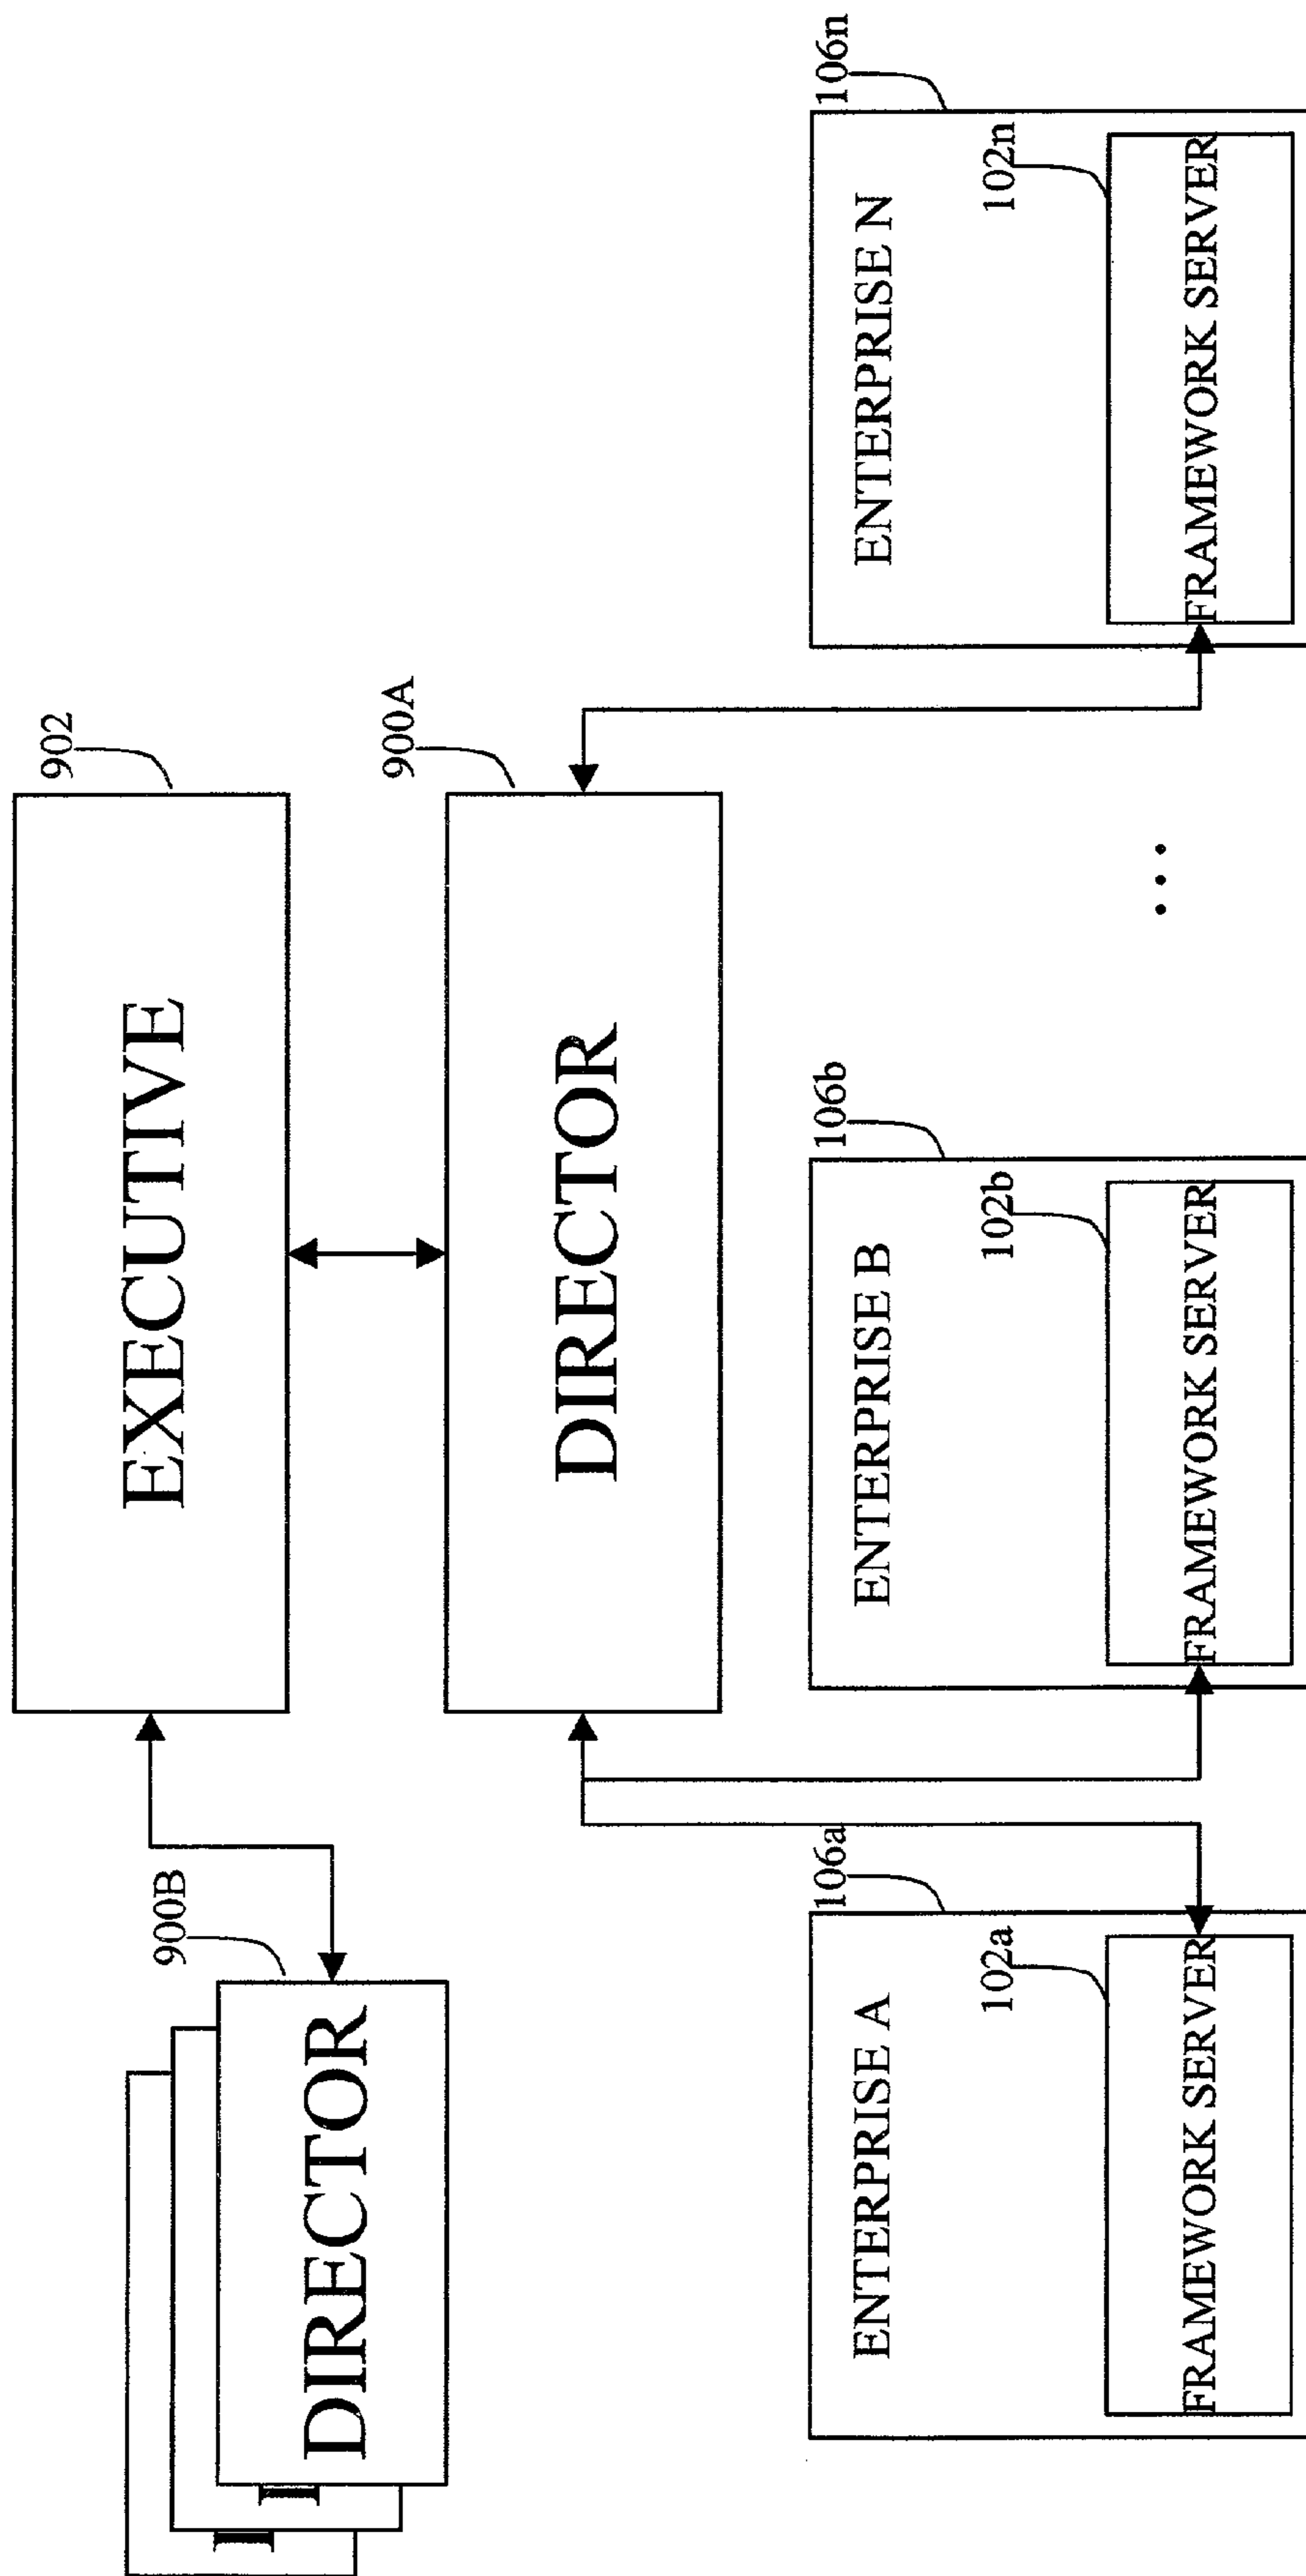 902
EXECUTIVE
900B
DIRECTOR
900A
DIRECTOR
106a
ENTERPRISE A
102a
FRAMEWORK SERVER
106b
ENTERPRISE B
102b
FRAMEWORK SERVER
...
106n
ENTERPRISE N
102n
FRAMEWORK SERVER